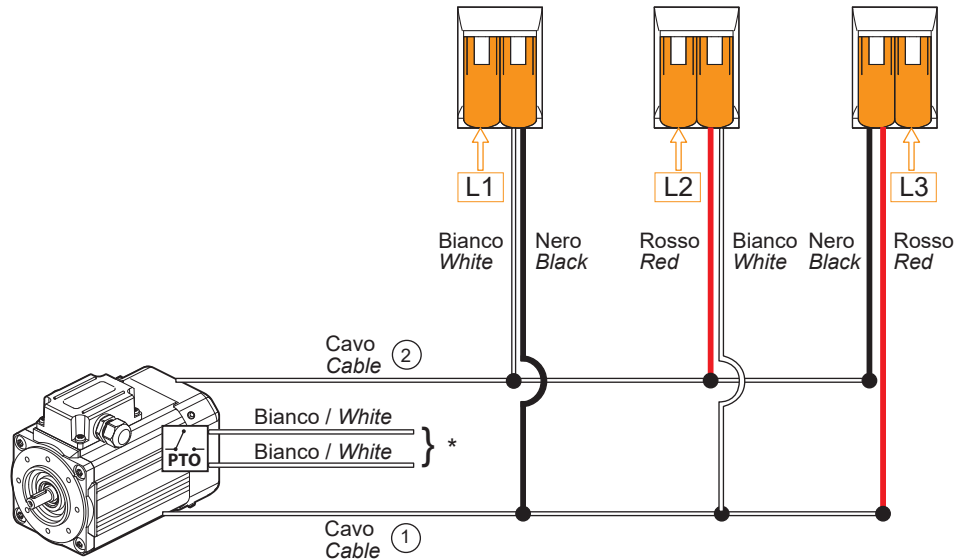 L1
L2
L3
Bianco
White
Nero
Black
Rosso
Red
Bianco
White
Nero
Black
Rosso
Red
Cavo
Cable 2
Bianco / White
Bianco / White
} *
PTO
Cavo
Cable 1